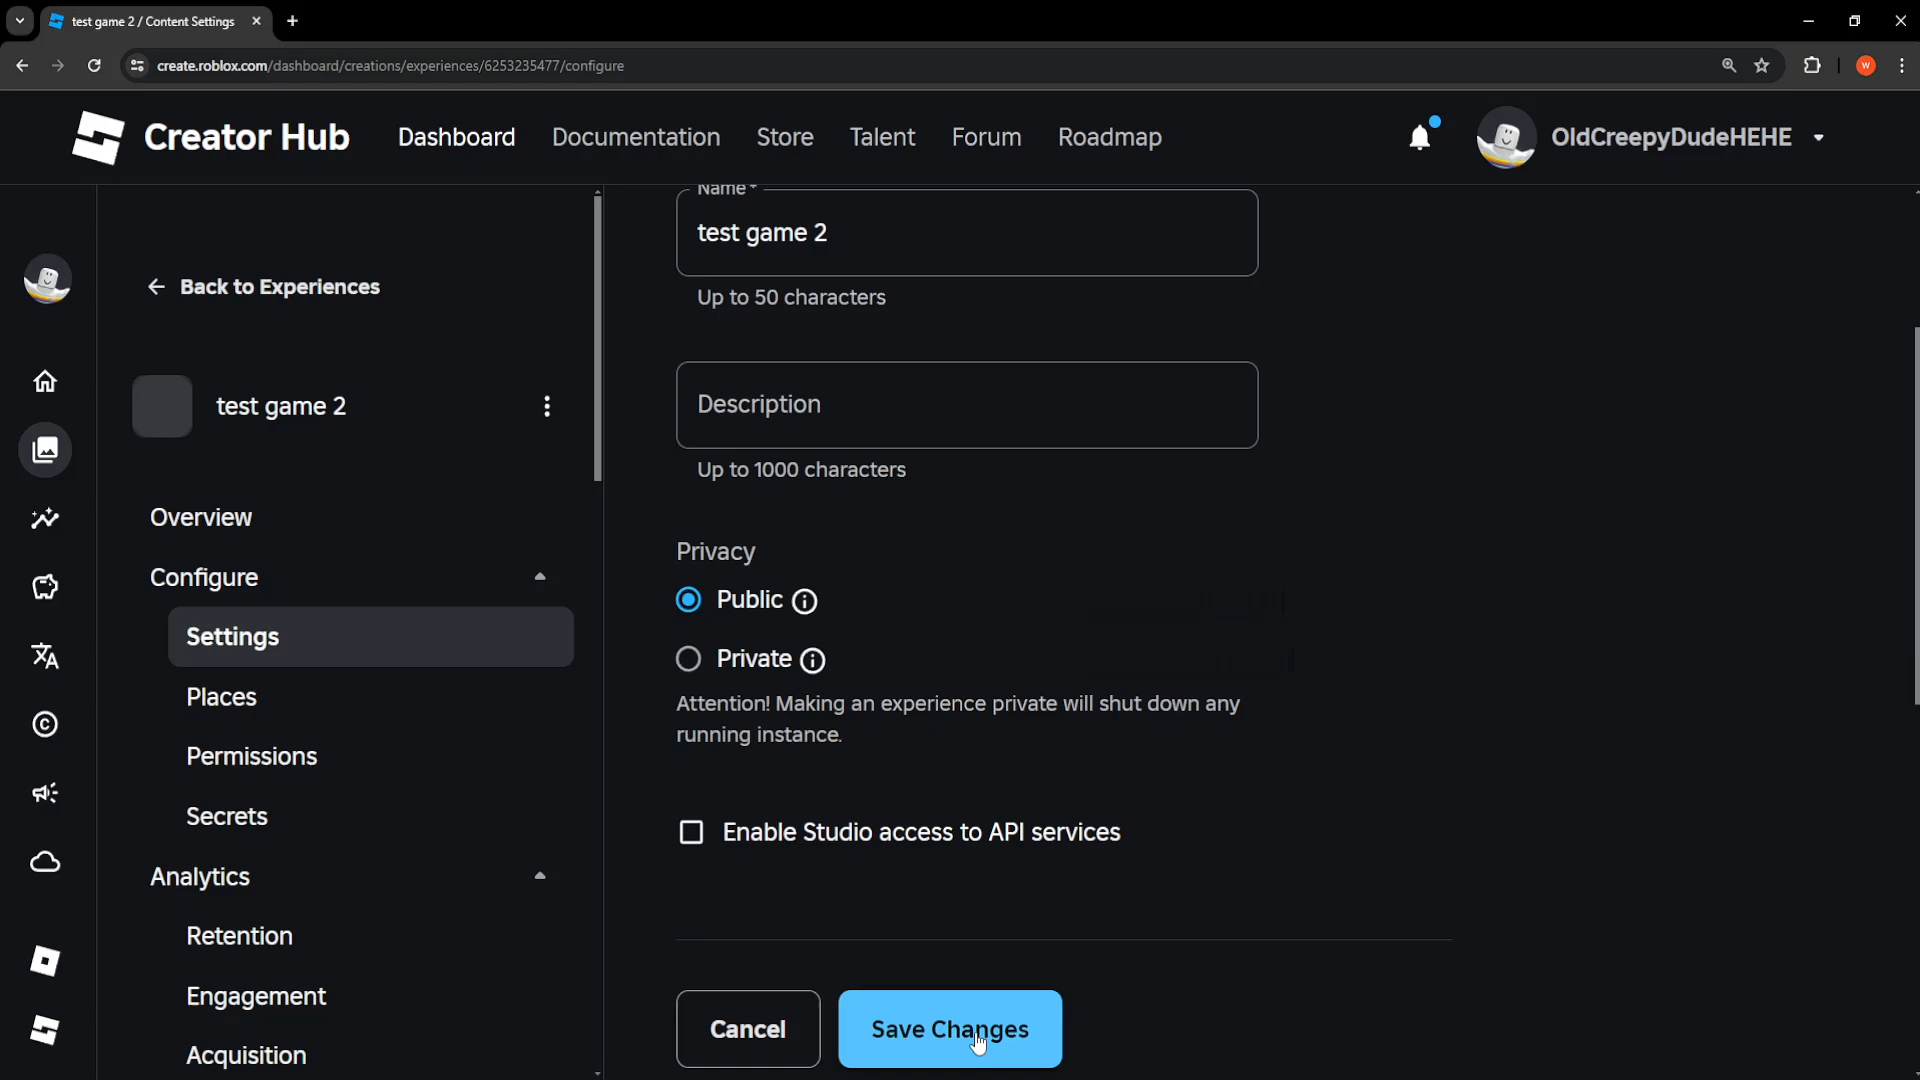 test game 2 / Content Settings
create.roblox.com/dashboard/creations/experiences/6253235477/configure
W
Creator Hub
Dashboard
Documentation
Store
Talent
Forum
Roadmap
OldCreepyDudeHEHE
Back to Experiences
test game 2
Overview
Configure
Settings
Places
Permissions
Secrets
Analytics
Retention
Engagement
Acquisition
Name*
test game 2
Up to 50 characters
Description
Up to 1000 characters
Privacy
Public
Private
Attention! Making an experience private will shut down any
running instance.
Enable Studio access to API services
Cancel
Save Changes